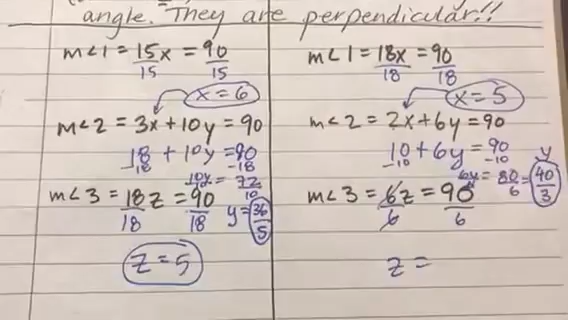 angle. They are perpendicular!!
m<1 = 15x = 90
15 15
x = 6
m<2 = 3x + 10y = 90
18 + 10y = 90
-18 -18
10y = 72
10
m<3 = 18z = 90
18 18
y = 36/5
z = 5
m<1 = 18x = 90
18 18
x = 5
m<2 = 2x + 6y = 90
10 + 6y = 90
-10 -10
6y = 80/6 = 40/3
y
m<3 = 6z = 90
6 6
z =